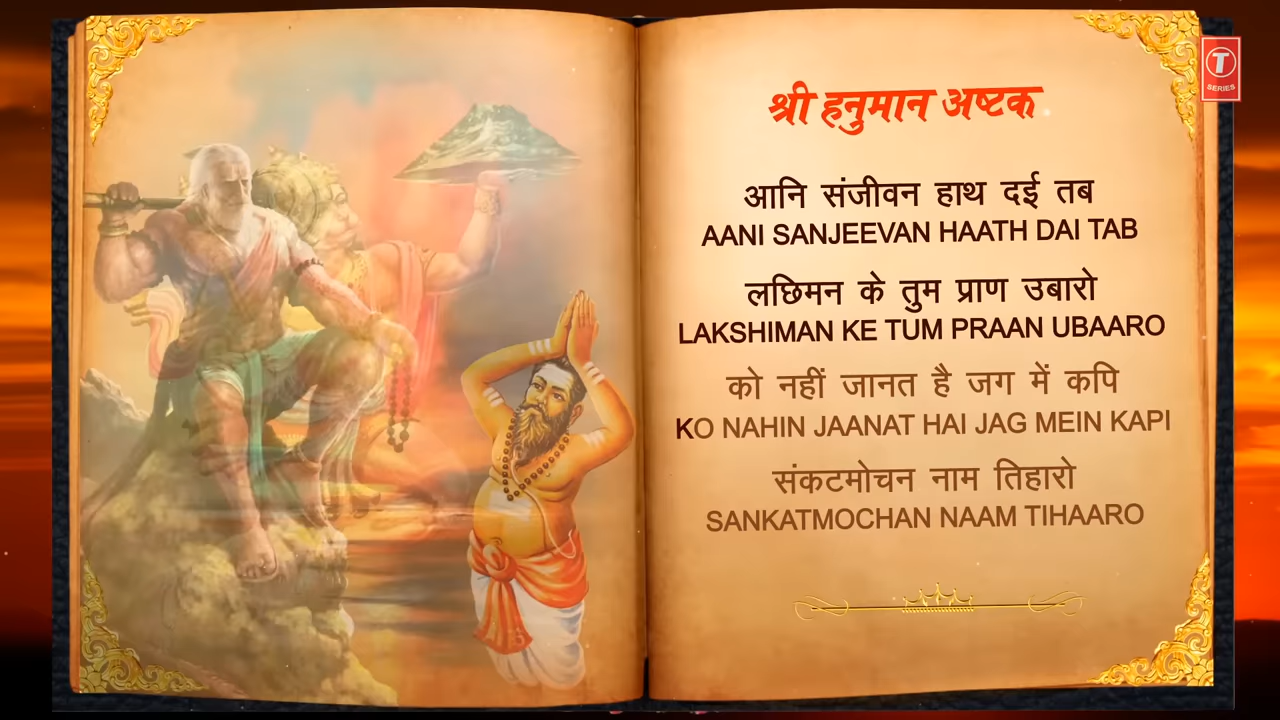 श्री हनुमान अष्टक
आनि संजीवन हाथ दई तब
AANI SANJEEVAN HAATH DAI TAB
लछिमन के तुम प्राण उबारो
LAKSHIMAN KE TUM PRAAN UBAARO
को नहीं जानत है जग में कपि
KO NAHIN JAANAT HAI JAG MEIN KAPI
संकटमोचन नाम तिहारो
SANKATMOCHAN NAAM TIHAARO
T
SERIES